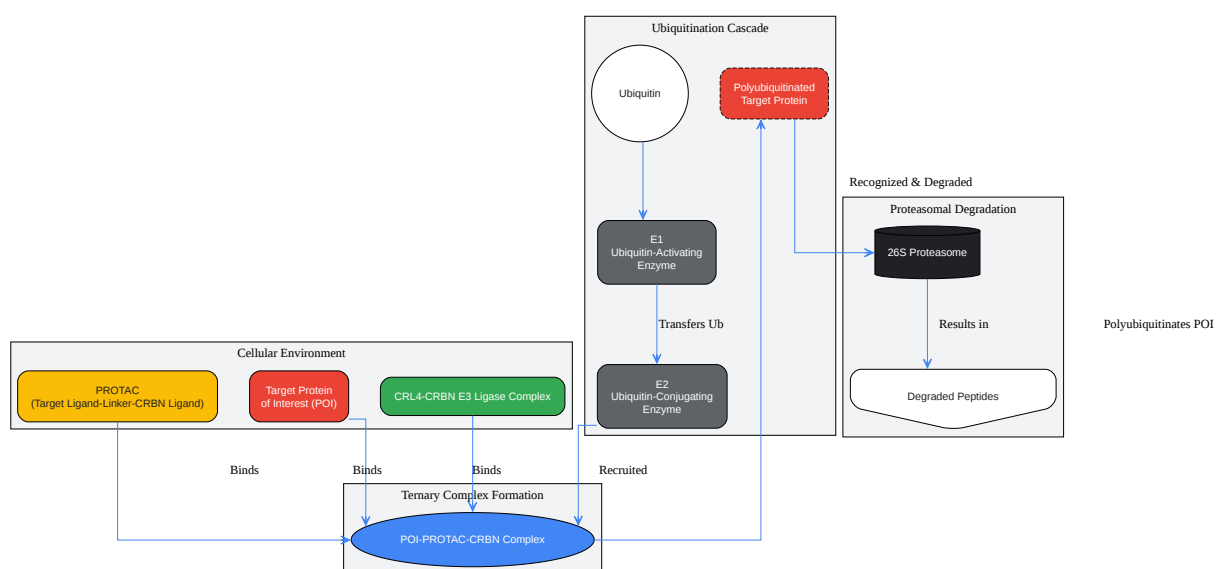 Ubiquitination Cascade
Ubiquitin
Polyubiquitinated
Target Protein
Recognized & Degraded
Proteasomal Degradation
E1
Ubiquitin-Activating
Enzyme
26S Proteasome
Transfers Ub
Results in
Polyubiquitinates POI
Cellular Environment
PROTAC
(Target Ligand-Linker-CRBN Ligand)
Target Protein
of Interest (POI)
CRL4-CRBN E3 Ligase Complex
E2
Ubiquitin-Conjugating
Enzyme
Degraded Peptides
Binds
Binds
Binds
Recruited
Ternary Complex Formation
POI-PROTAC-CRBN Complex